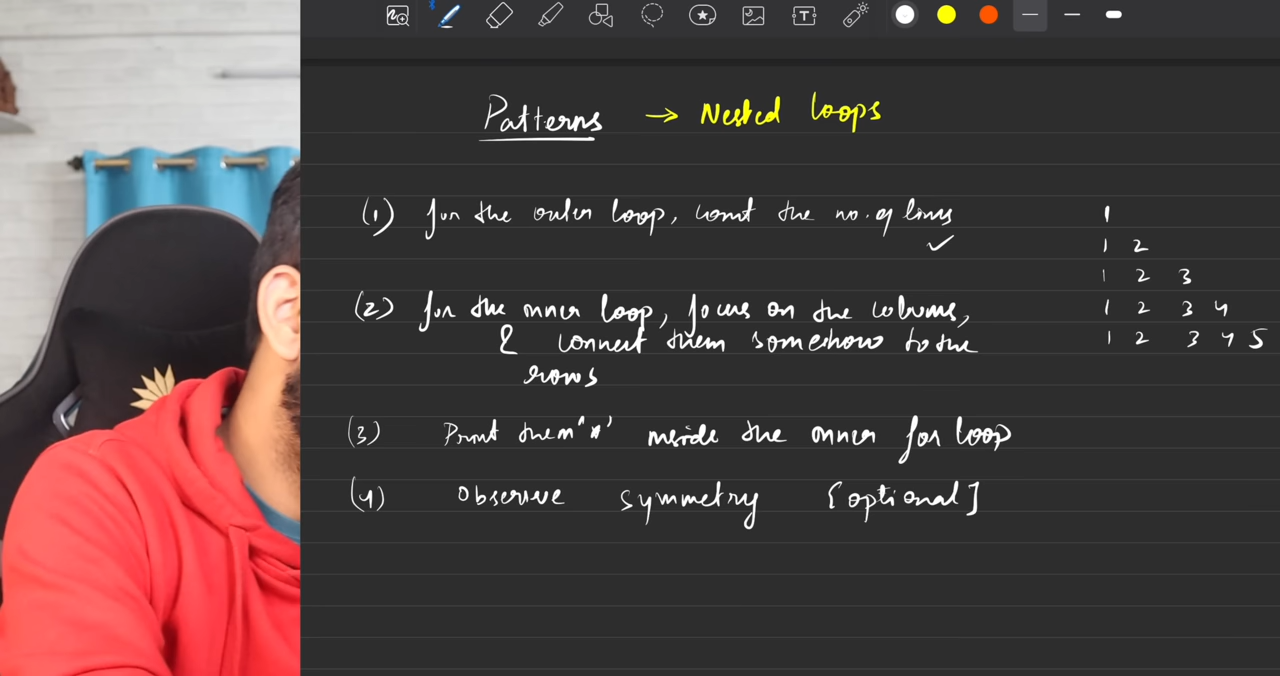 Patterns → Nested loops
(1) for the outer loop, count the no. of lines
(2) for the inner loop, focus on the columns,
& connect them somehow to the
rows
(3) Print them '*' inside the inner for loop
(4) Observe symmetry [optional]
1
1 2
1 2 3
1 2 3 4
1 2 3 4 5